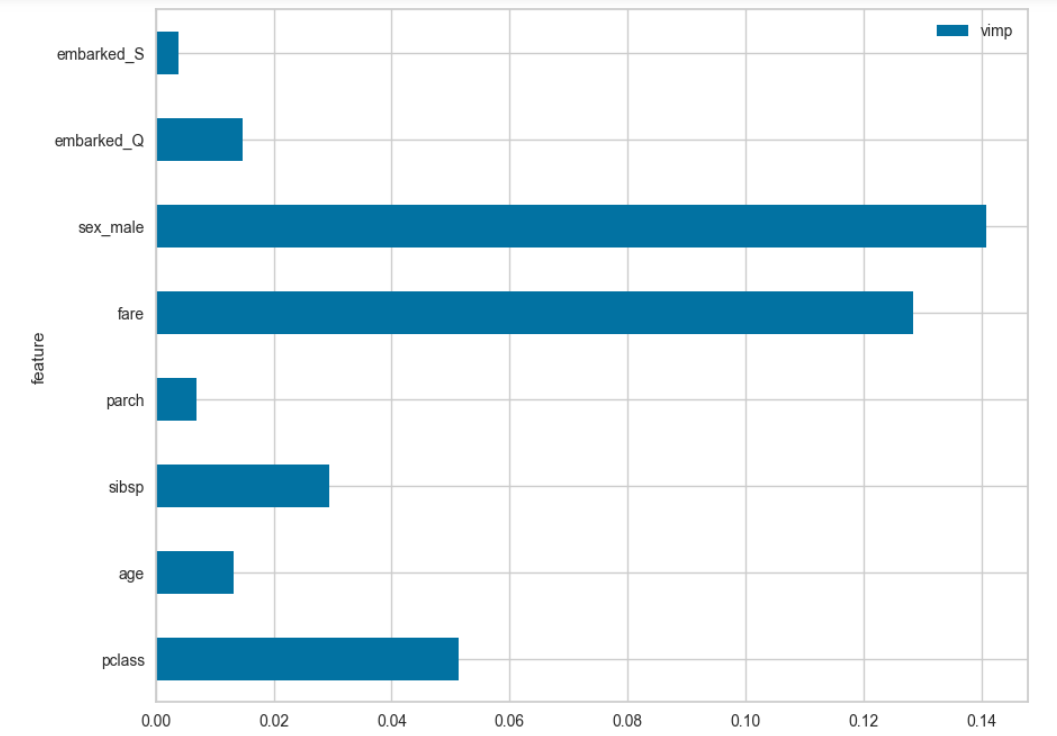 vimp
embarked_S
embarked_Q
sex_male
fare
feature
parch
sibsp
age
pclass
0.00 0.02 0.04 0.06 0.08 0.10 0.12 0.14